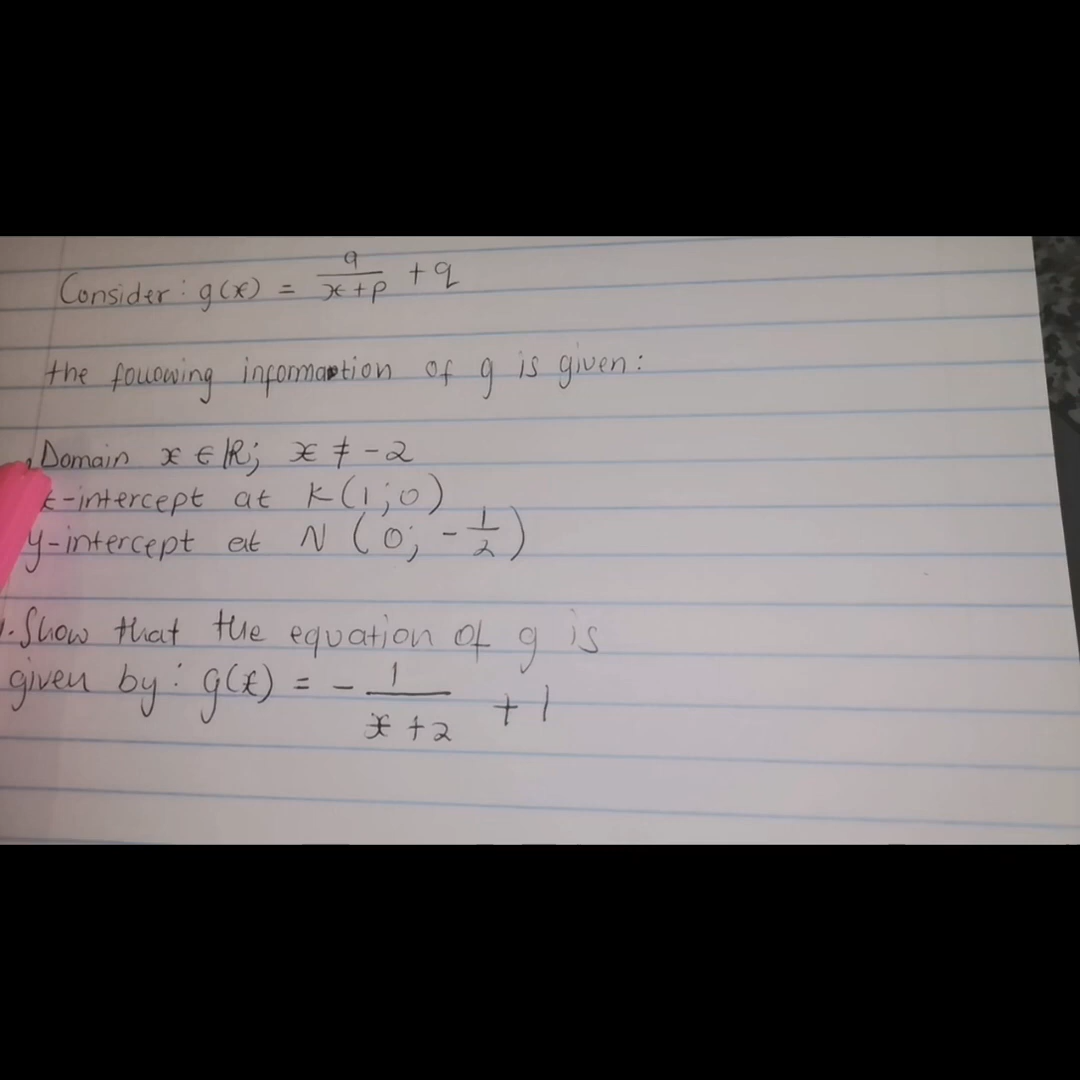 Consider: g(x) = a/(x+p) + q
the following information of g is given:
Domain x ∈ ℝ; x ≠ -2
x-intercept at K(1;0)
y-intercept at N (0; -1/2)
1. Show that the equation of g is
given by: g(x) = - 1/(x+2) + 1